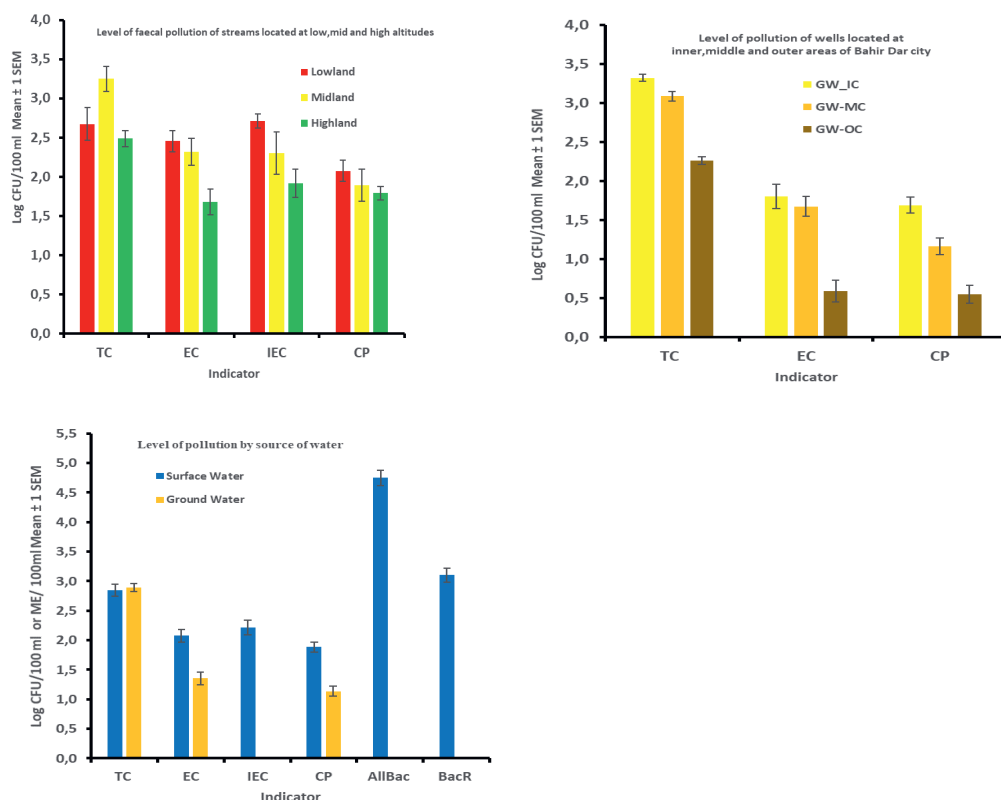 Level of faecal pollution of streams located at low,mid and high altitudes
Log CFU/100 ml Mean ± 1 SEM
4,0
3,5
3,0
2,5
2,0
1,5
1,0
0,5
0,0
Lowland
Midland
Highland
TC EC IEC CP
Indicator
Level of pollution of wells located at
inner,middle and outer areas of Bahir Dar city
Log CFU/100 ml Mean ± 1 SEM
4,0
3,5
3,0
2,5
2,0
1,5
1,0
0,5
0,0
GW_IC
GW-MC
GW-OC
TC EC CP
Indicator
Level of pollution by source of water
Log CFU/100 ml or ME/ 100ml Mean ± 1 SEM
5,5
5,0
4,5
4,0
3,5
3,0
2,5
2,0
1,5
1,0
0,5
0,0
Surface Water
Ground Water
TC EC IEC CP AllBac BacR
Indicator